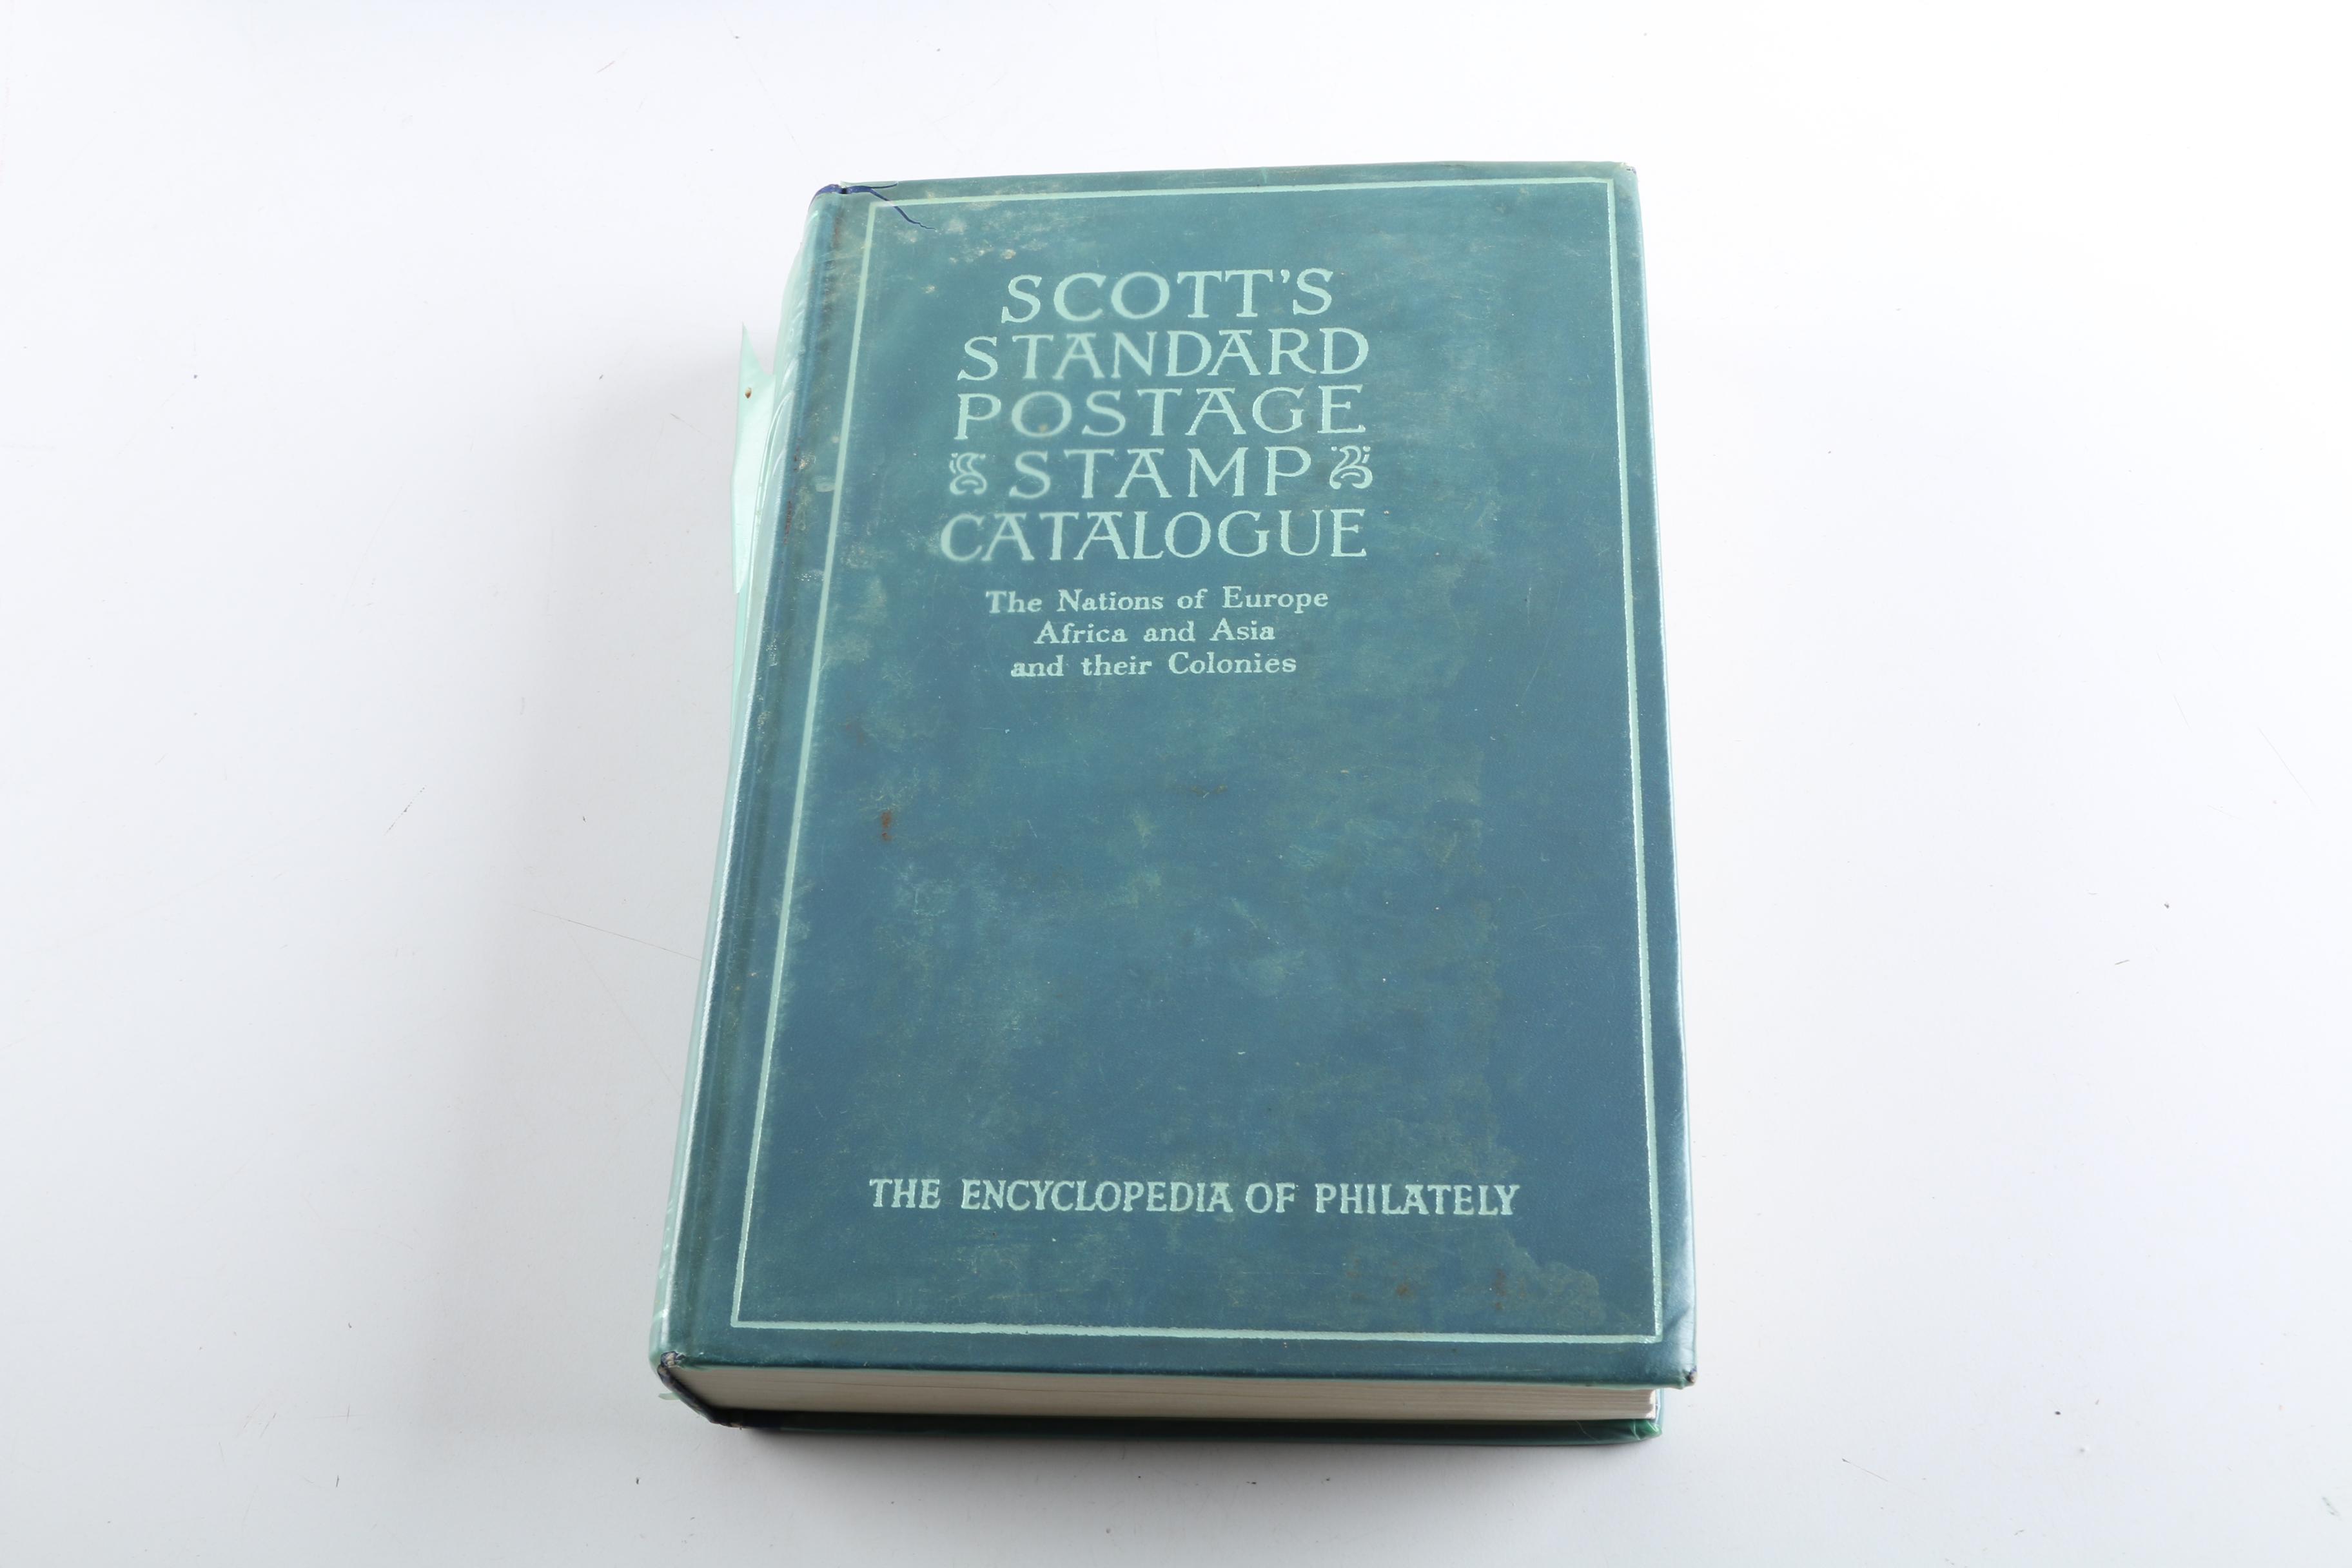 SCOTT'S
STANDARD
POSTAGE
STAMP
CATALOGUE
The Nations of Europe
Africa and Asia
and their Colonies
THE ENCYCLOPEDIA OF PHILATELY